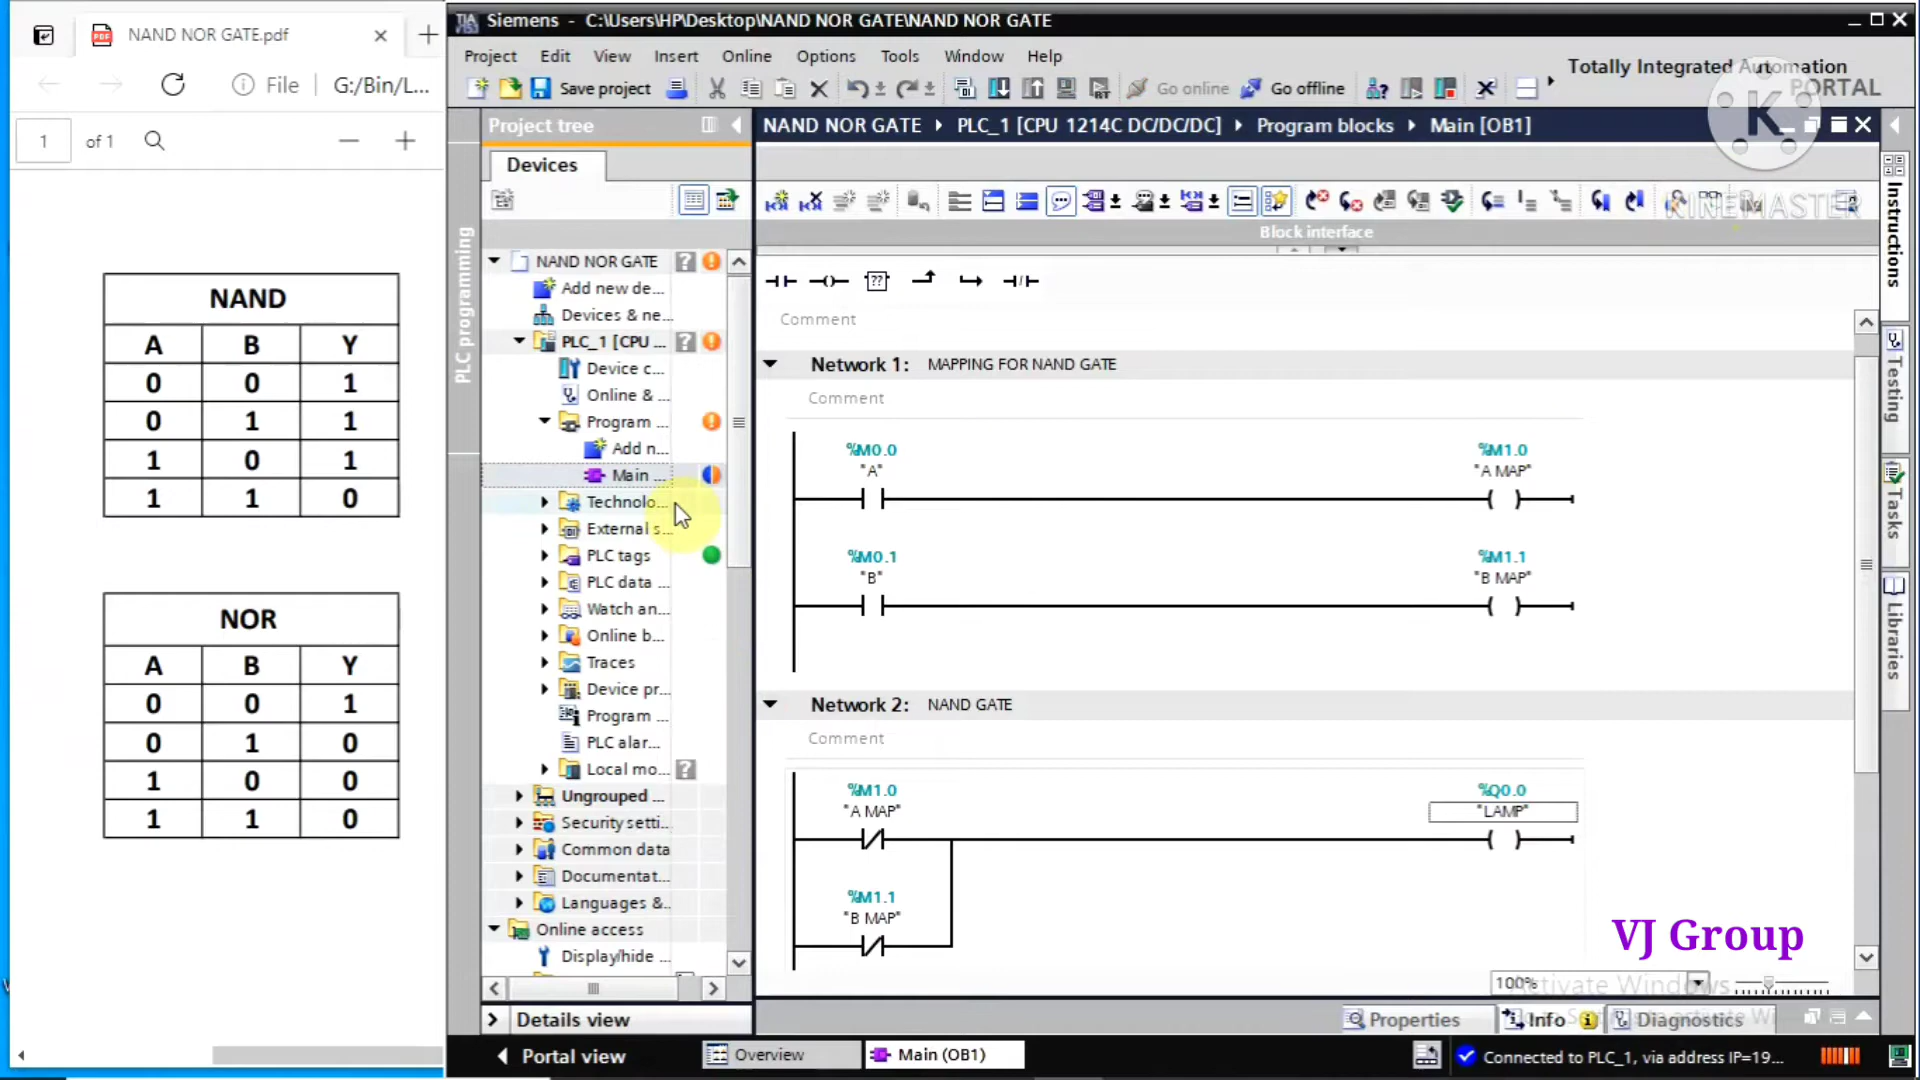 NAND NOR GATE.pdf
File
G:/Bin/L...
1
of 1
NAND
A B Y
0 0 1
0 1 1
1 0 1
1 1 0
NOR
A B Y
0 0 1
0 1 0
1 0 0
1 1 0
Siemens - C:\Users\HP\Desktop\NAND NOR GATE\NAND NOR GATE
Project Edit View Insert Online Options Tools Window Help
Totally Integrated Automation
PORTAL
Save project
Go online
Go offline
K
KINEMASTER
Project tree
NAND NOR GATE PLC_1 [CPU 1214C DC/DC/DC] Program blocks Main [OB1]
Devices
PLC programming
NAND NOR GATE
Add new de...
Devices & ne...
PLC_1 [CPU ...
Device c...
Online & ...
Program ...
Add n...
Main ...
Technolo...
External s...
PLC tags
PLC data ...
Watch an...
Online b...
Traces
Device pr...
Program ...
PLC alar...
Local mo...
Ungrouped ...
Security setti...
Common data
Documentat...
Languages &...
Online access
Display/hide ...
Details view
Block interface
??
Comment
Network 1: MAPPING FOR NAND GATE
Comment
%M0.0
"A"
%M1.0
"A MAP"
%M0.1
"B"
%M1.1
"B MAP"
Network 2: NAND GATE
Comment
%M1.0
"A MAP"
%Q0.0
"LAMP"
%M1.1
"B MAP"
VJ Group
100%
Activate Windows
Properties
Info
Diagnostics
Instructions
Testing
Tasks
Libraries
Portal view
Overview
Main (OB1)
Connected to PLC_1, via address IP=19...